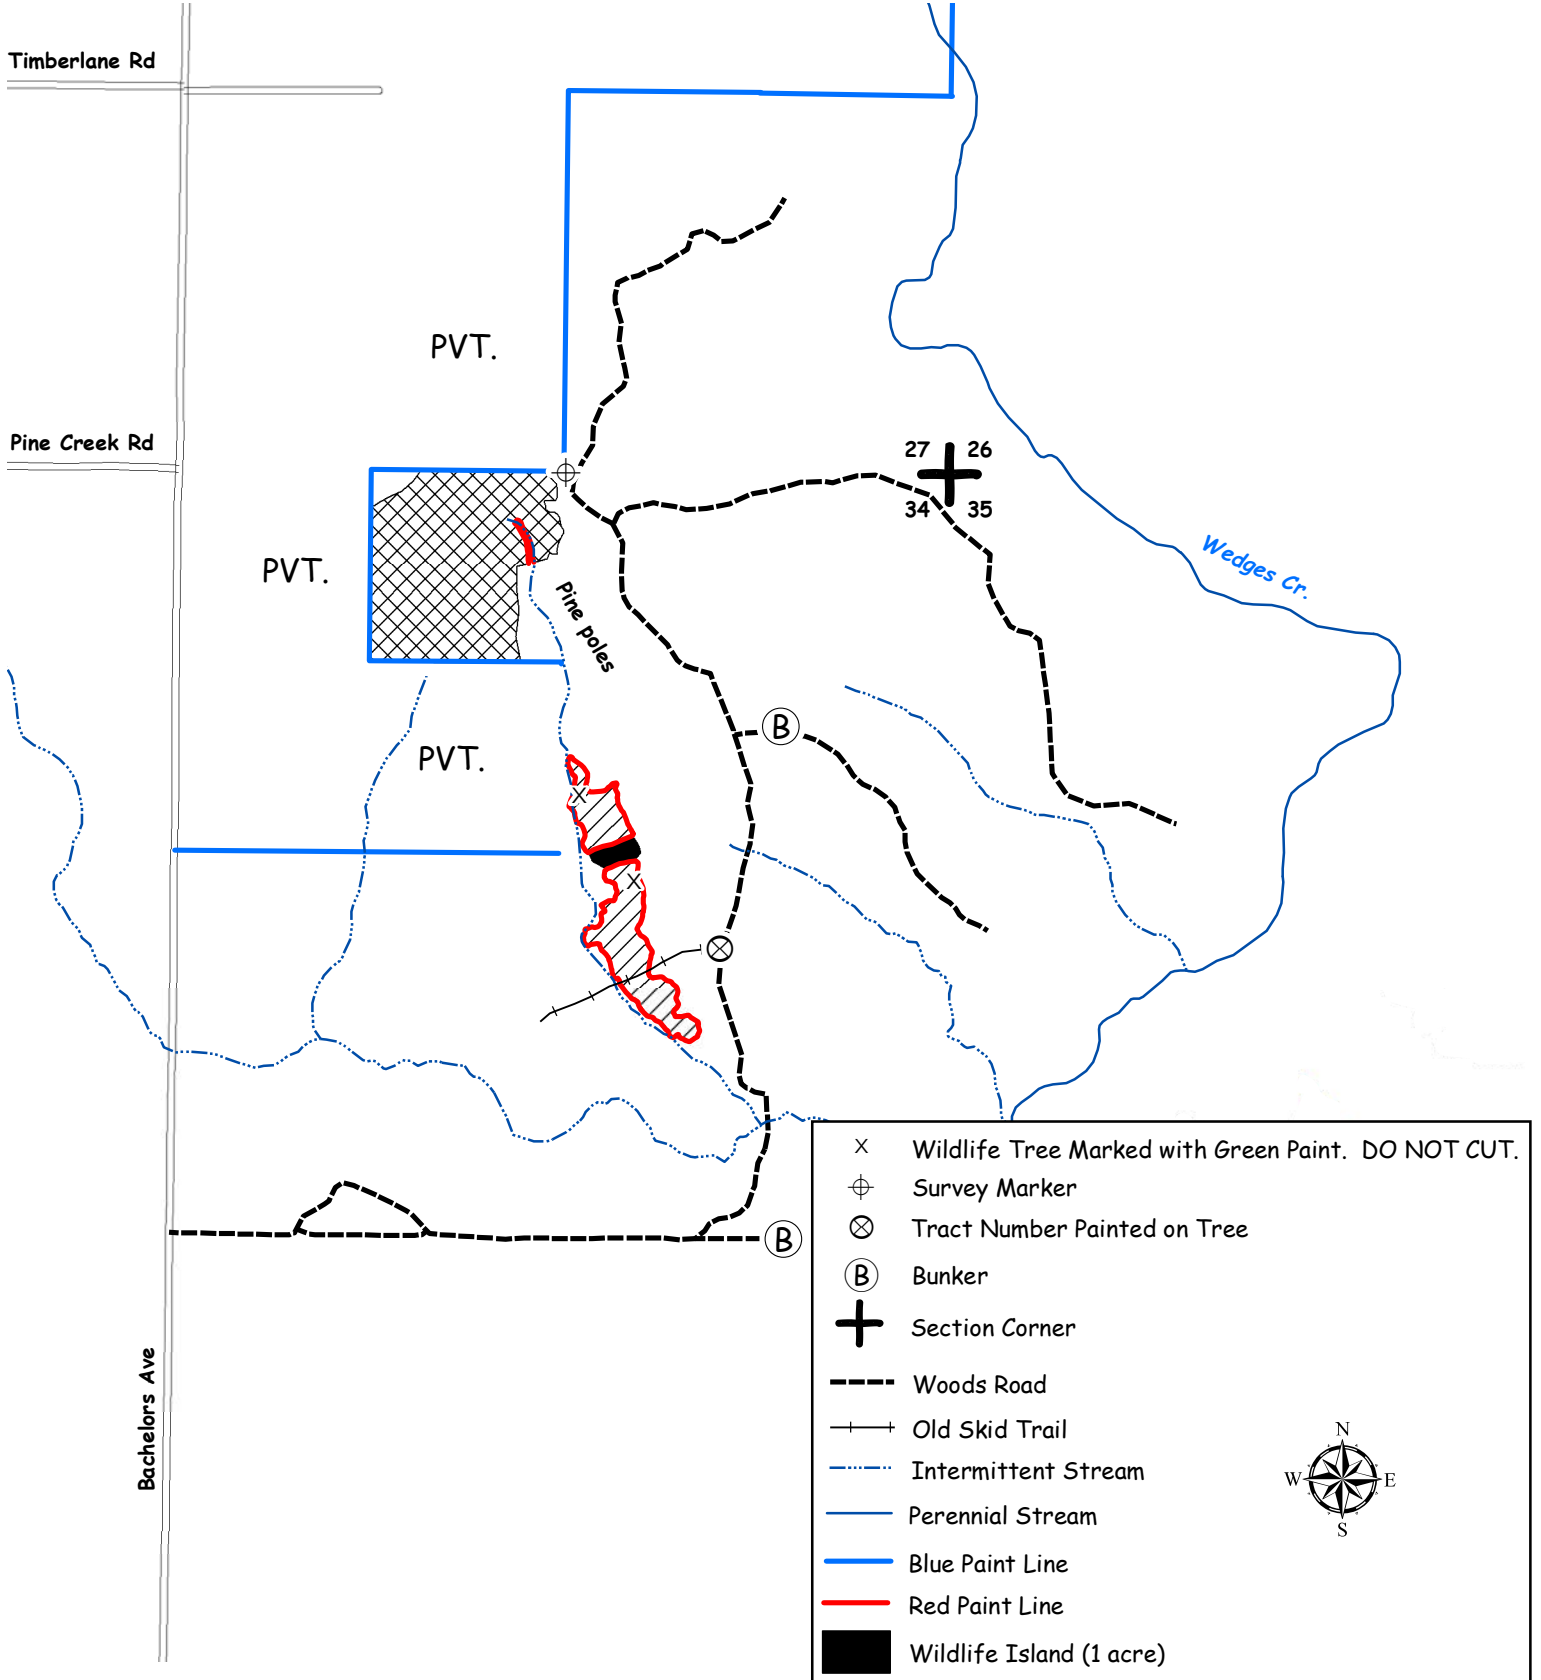 Timberlane Rd
PVT.
Pine Creek Rd
27 26
34 35
Wedges Cr.
PVT.
Pine poles
B
PVT.
X
X
B
Bachelors Ave
X Wildlife Tree Marked with Green Paint. DO NOT CUT.
Survey Marker
Tract Number Painted on Tree
B Bunker
Section Corner
Woods Road
Old Skid Trail
Intermittent Stream
Perennial Stream
Blue Paint Line
Red Paint Line
Wildlife Island (1 acre)
N
W E
S